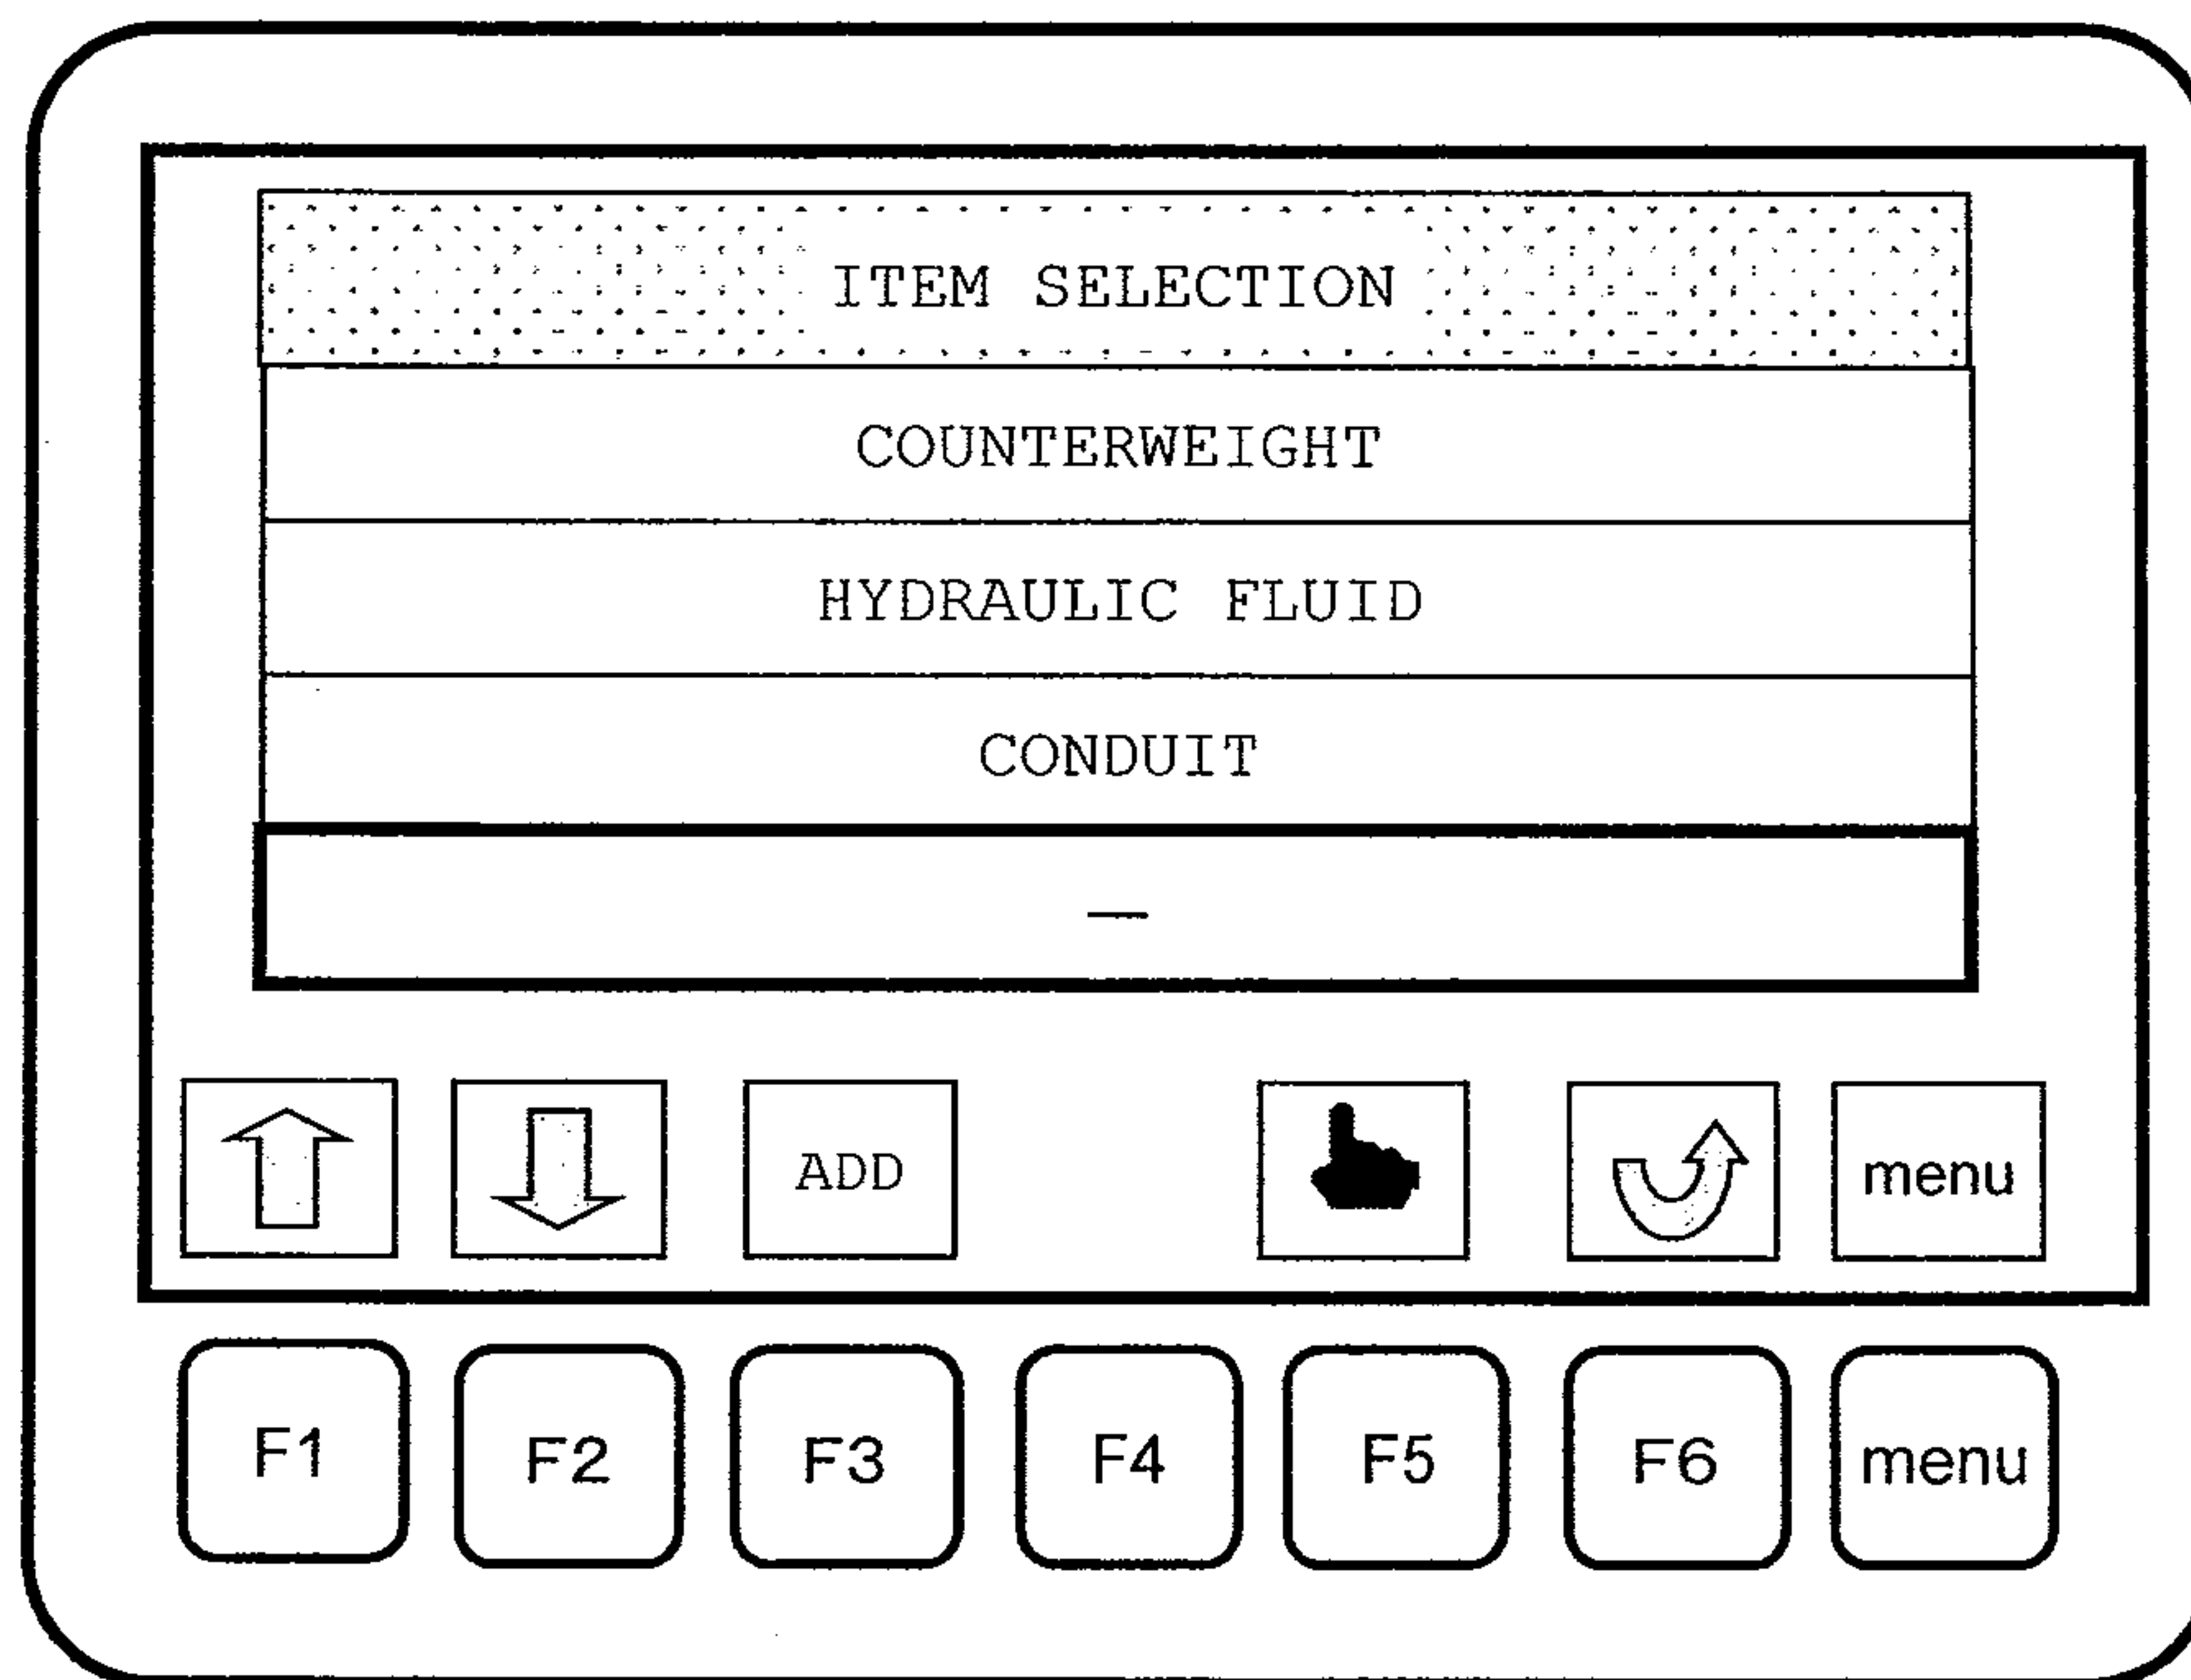 ITEM SELECTION
COUNTERWEIGHT
HYDRAULIC FLUID
CONDUIT
—
ADD menu
F1 F2 F3 F4 F5 F6 menu